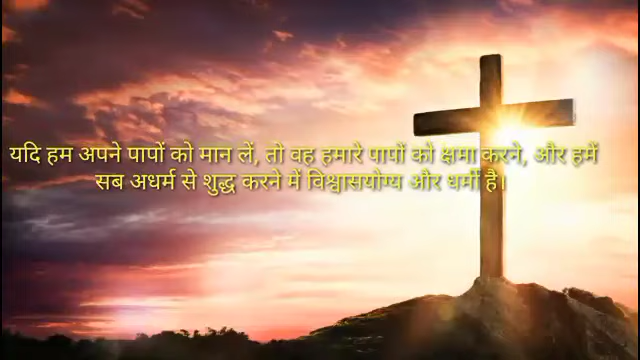 यदि हम अपने पापों को मान लें, तो वह हमारे पापों को क्षमा करने, और हमें
सब अधर्म से शुद्ध करने में विश्वासयोग्य और धर्मी है।